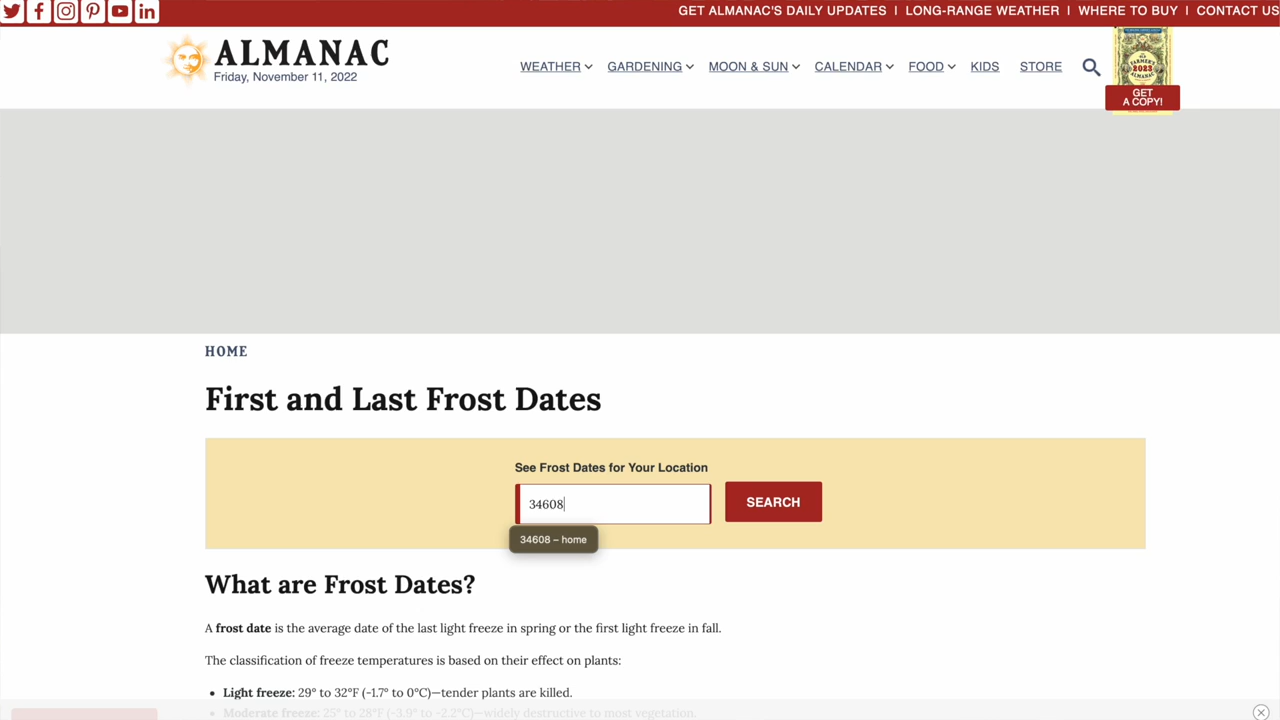 GET ALMANAC'S DAILY UPDATES | LONG-RANGE WEATHER | WHERE TO BUY | CONTACT US
ALMANAC
Friday, November 11, 2022
WEATHER GARDENING MOON & SUN CALENDAR FOOD KIDS STORE
FARMER'S
2023
ALMANAC
GET
A COPY!
HOME
First and Last Frost Dates
See Frost Dates for Your Location
34608
SEARCH
34608 – home
What are Frost Dates?
A frost date is the average date of the last light freeze in spring or the first light freeze in fall.
The classification of freeze temperatures is based on their effect on plants:
• Light freeze: 29° to 32°F (-1.7° to 0°C)—tender plants are killed.
• Moderate freeze: 25° to 28°F (-3.9° to -2.2°C)—widely destructive to most vegetation.